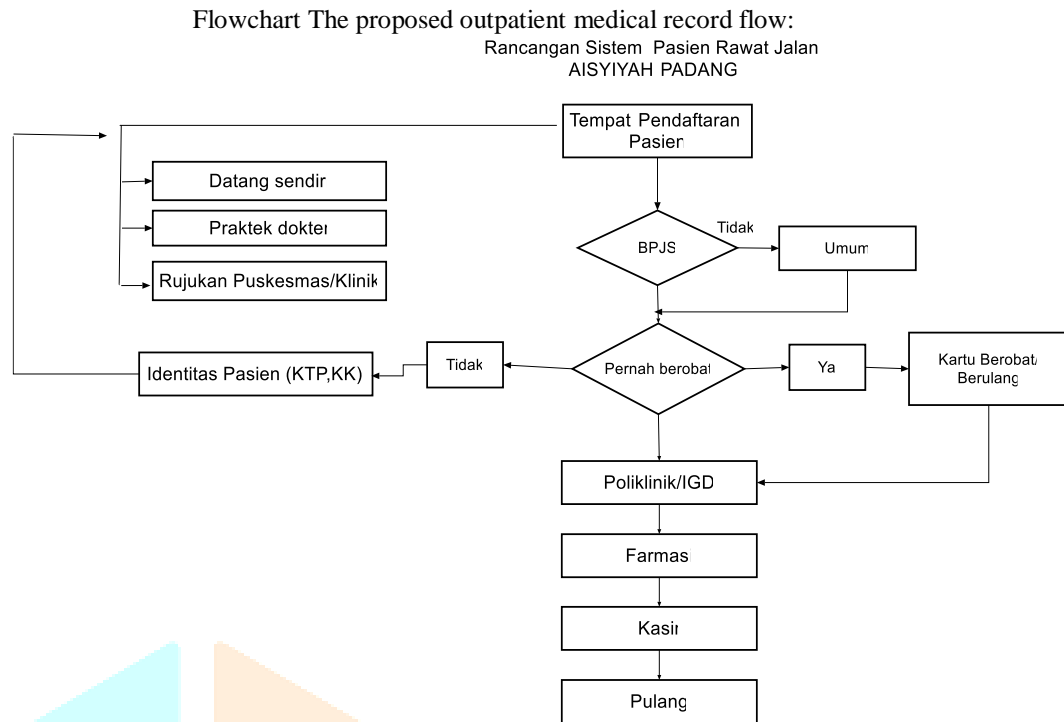 Flowchart The proposed outpatient medical record flow:
Rancangan Sistem Pasien Rawat Jalan
AISYIYAH PADANG
Tempat Pendaftaran
Pasien
Datang sendir
Praktek dokter
Rujukan Puskesmas/Klinik
BPJS
Tidak
Umum
Identitas Pasien (KTP,KK)
Tidak
Pernah berobat
Ya
Kartu Berobat/
Berulang
Poliklinik/IGD
Farmas
Kasir
Pulang